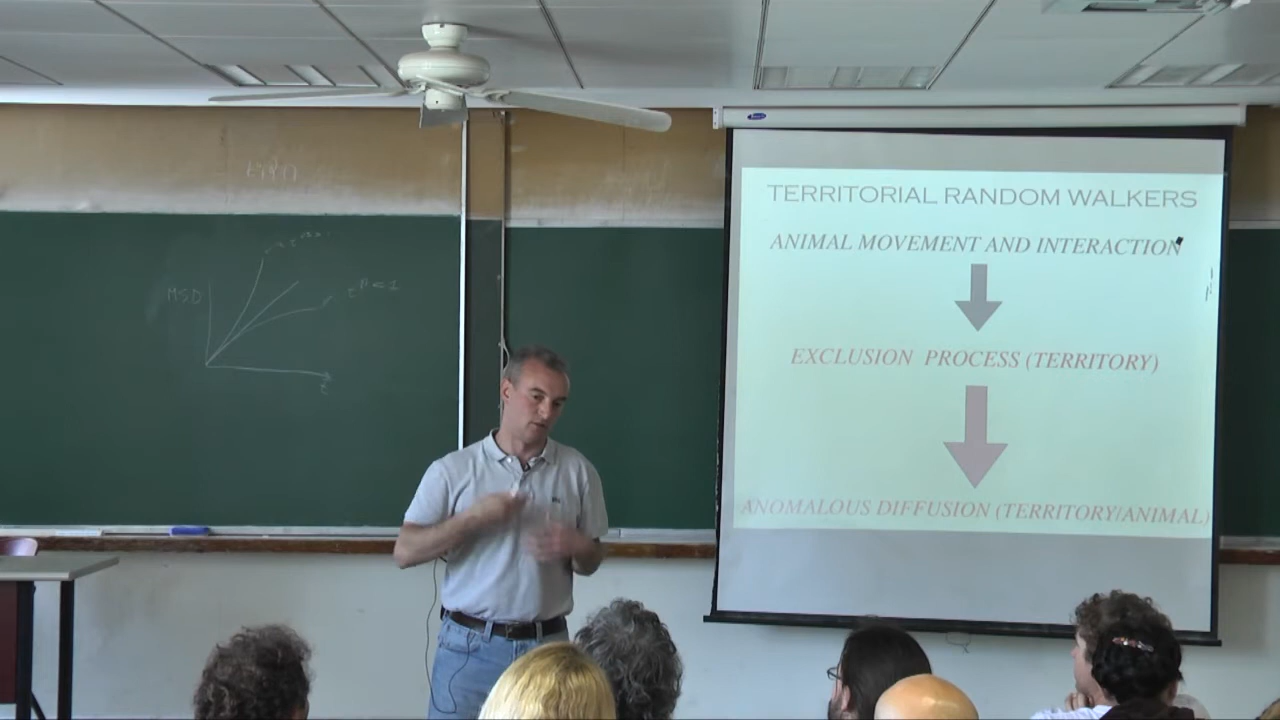 MSD
t
TERRITORIAL RANDOM WALKERS
ANIMAL MOVEMENT AND INTERACTION
EXCLUSION PROCESS (TERRITORY)
ANOMALOUS DIFFUSION (TERRITORY/ANIMAL)